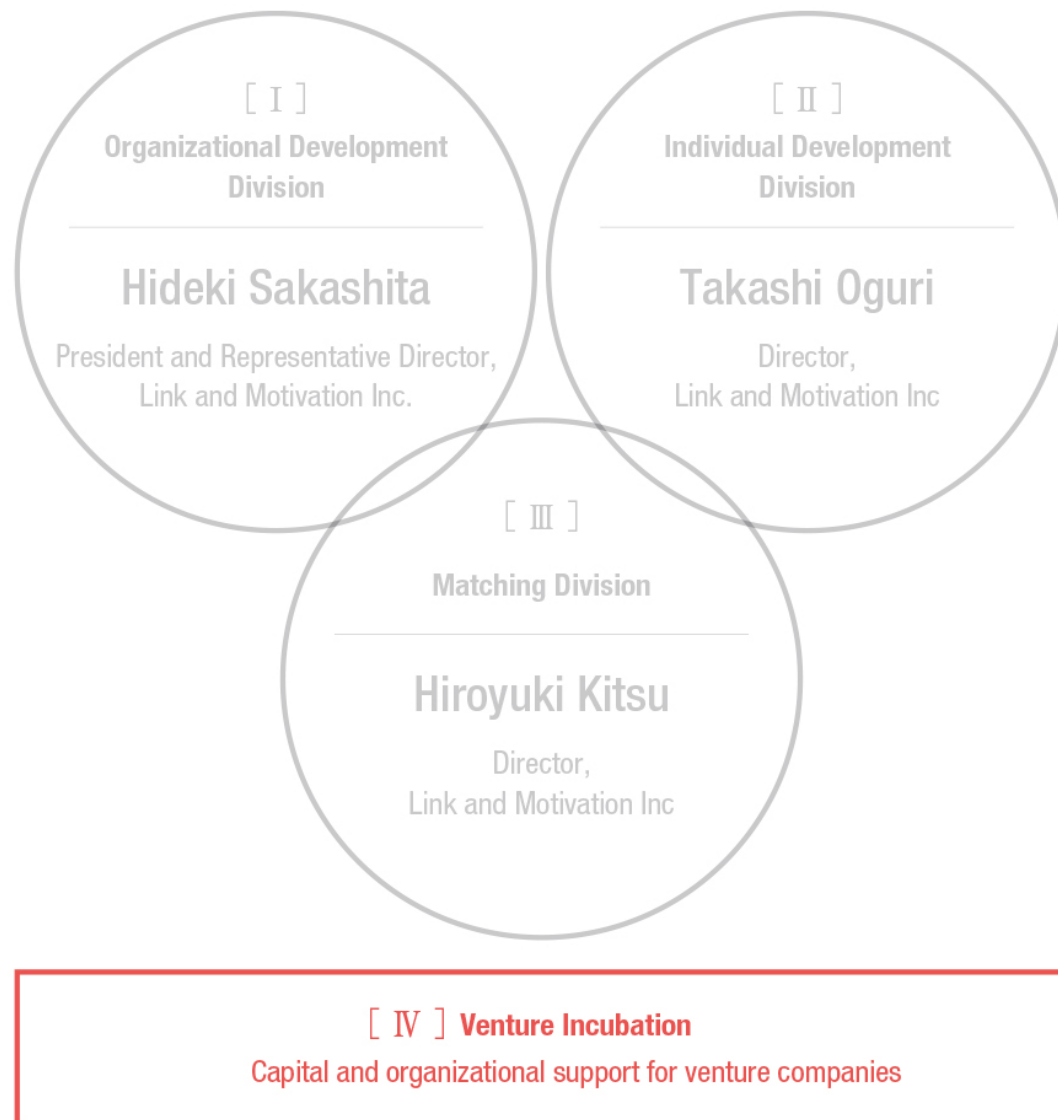 [ Ⅰ ]
Organizational Development
Division
Hideki Sakashita
President and Representative Director,
Link and Motivation Inc.
[ Ⅱ ]
Individual Development
Division
Takashi Oguri
Director,
Link and Motivation Inc
[ Ⅲ ]
Matching Division
Hiroyuki Kitsu
Director,
Link and Motivation Inc
[ Ⅳ ] Venture Incubation
Capital and organizational support for venture companies